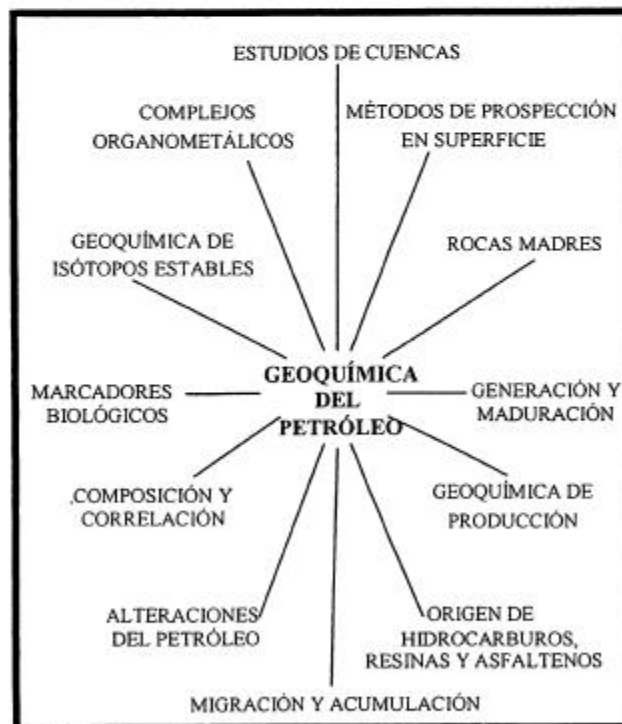 ESTUDIOS DE CUENCAS
COMPLEJOS
ORGANOMETÁLICOS
MÉTODOS DE PROSPECCIÓN
EN SUPERFICIE
GEOQUÍMICA DE
ISÓTOPOS ESTABLES
ROCAS MADRES
MARCADORES
BIOLÓGICOS
GEOQUÍMICA
DEL
PETRÓLEO
GENERACIÓN Y
MADURACIÓN
COMPOSICIÓN Y
CORRELACIÓN
GEOQUÍMICA DE
PRODUCCIÓN
ALTERACIONES
DEL PETRÓLEO
ORIGEN DE
HIDROCARBUROS,
RESINAS Y ASFALTENOS
MIGRACIÓN Y ACUMULACIÓN